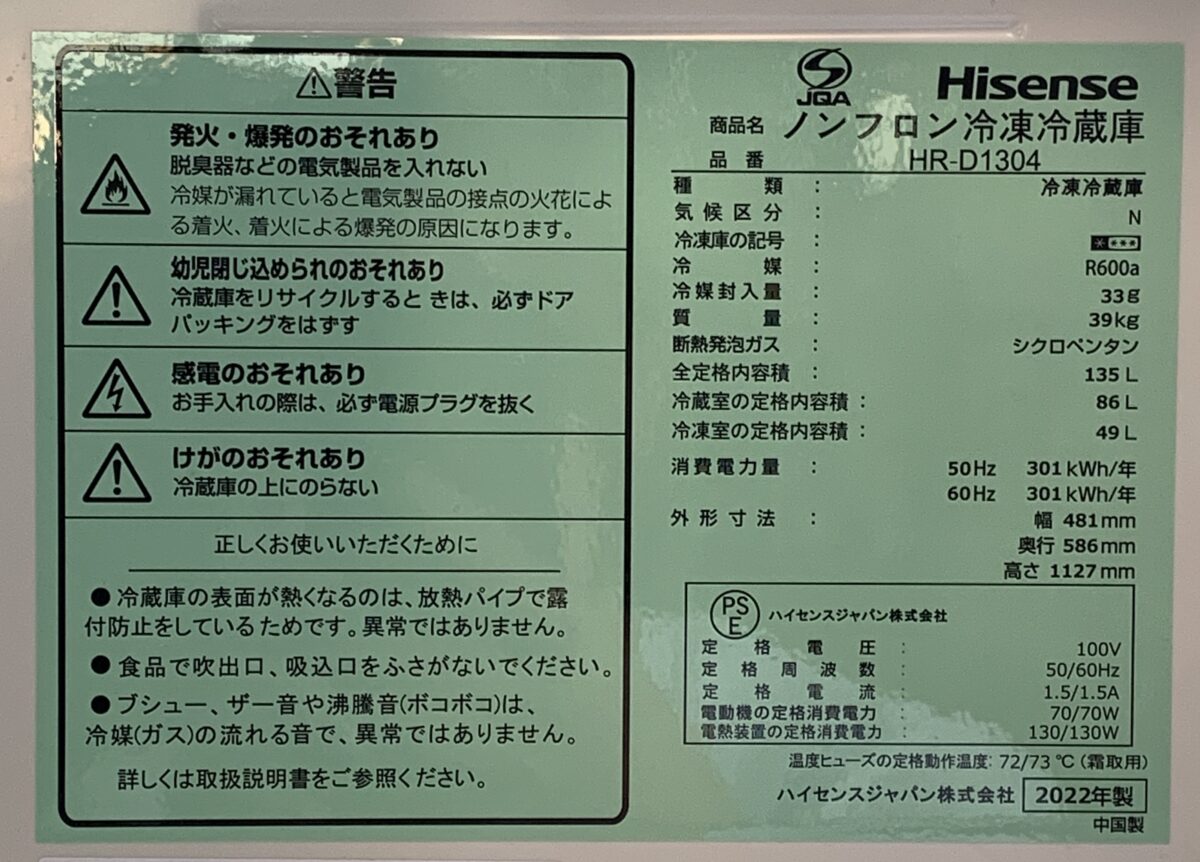 ⚠警告
発火・爆発のおそれあり
脱臭器などの電気製品を入れない
冷媒が漏れていると電気製品の接点の火花によ
る着火、着火による爆発の原因になります。
幼児閉じ込められのおそれあり
冷蔵庫をリサイクルすると きは、必ずドア
パッキングをはずす
感電のおそれあり
お手入れの際は、必ず電源プラグを抜く
けがのおそれあり
冷蔵庫の上にのらない
正しくお使いいただくために
●冷蔵庫の表面が熱くなるのは、放熱パイプで露
付防止をしているためです。異常ではありません。
●食品で吹出口、吸込口をふさがないでください。
●ブシュー、ザー音や沸騰音(ボコボコ)は、
冷媒(ガス)の流れる音で、異常ではありません。
詳しくは取扱説明書をご参照ください。
JQA
Hisense
商品名 ノンフロン冷凍冷蔵庫
品番 HR-D1304
種類 : 冷凍冷蔵庫
気候区分 : N
冷凍庫の記号 : * ***
冷媒 : R600a
冷媒封入量 : 33g
質量 : 39kg
断熱発泡ガス : シクロペンタン
全定格内容積 : 135 L
冷蔵室の定格内容積 : 86 L
冷凍室の定格内容積 : 49 L
消費電力量 : 50Hz 301 kWh/年
60Hz 301 kWh/年
外形寸法 : 幅 481mm
奥行 586mm
高さ 1127mm
PS
E ハイセンスジャパン株式会社
定格電圧 : 100V
定格周波数 : 50/60Hz
定格電流 : 1.5/1.5A
電動機の定格消費電力 : 70/70W
電熱装置の定格消費電力 : 130/130W
温度ヒューズの定格動作温度: 72/73 ℃ (霜取用)
ハイセンスジャパン株式会社 2022年製
中国製